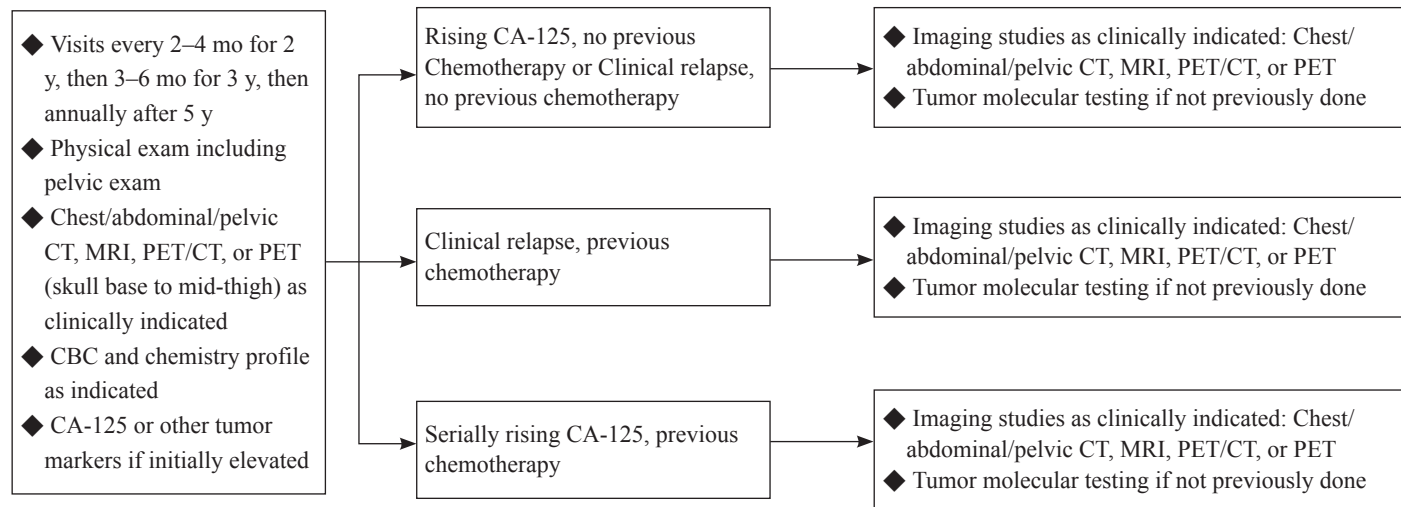 ◆ Visits every 2–4 mo for 2
y, then 3–6 mo for 3 y, then
annually after 5 y
◆ Physical exam including
pelvic exam
◆ Chest/abdominal/pelvic
CT, MRI, PET/CT, or PET
(skull base to mid-thigh) as
clinically indicated
◆ CBC and chemistry profile
as indicated
◆ CA-125 or other tumor
markers if initially elevated
Rising CA-125, no previous
Chemotherapy or Clinical relapse,
no previous chemotherapy
◆ Imaging studies as clinically indicated: Chest/
abdominal/pelvic CT, MRI, PET/CT, or PET
◆ Tumor molecular testing if not previously done
Clinical relapse, previous
chemotherapy
◆ Imaging studies as clinically indicated: Chest/
abdominal/pelvic CT, MRI, PET/CT, or PET
◆ Tumor molecular testing if not previously done
Serially rising CA-125, previous
chemotherapy
◆ Imaging studies as clinically indicated: Chest/
abdominal/pelvic CT, MRI, PET/CT, or PET
◆ Tumor molecular testing if not previously done